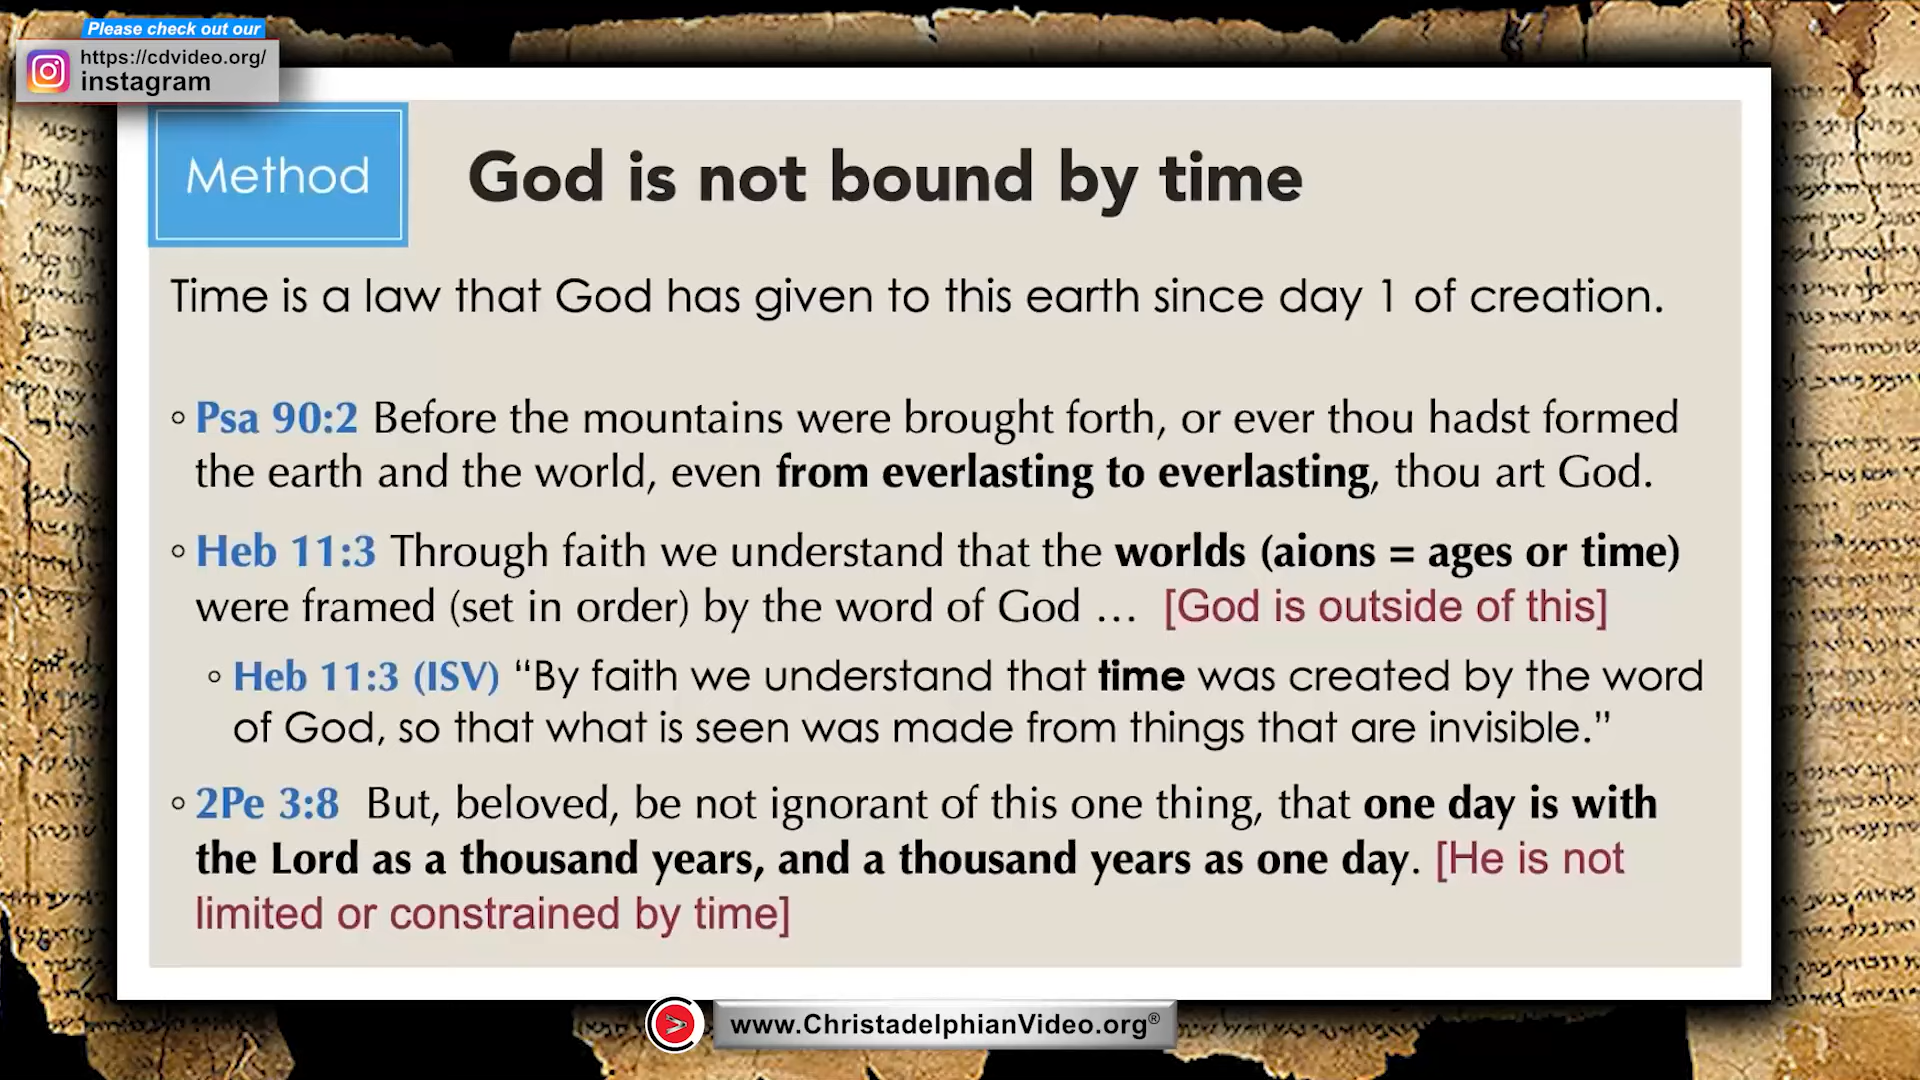 Please check out our
https://cdvideo.org/
instagram
Method
God is not bound by time
Time is a law that God has given to this earth since day 1 of creation.
◦ Psa 90:2 Before the mountains were brought forth, or ever thou hadst formed
the earth and the world, even from everlasting to everlasting, thou art God.
◦ Heb 11:3 Through faith we understand that the worlds (aions = ages or time)
were framed (set in order) by the word of God … [God is outside of this]
◦ Heb 11:3 (ISV) “By faith we understand that time was created by the word
of God, so that what is seen was made from things that are invisible.”
◦ 2Pe 3:8 But, beloved, be not ignorant of this one thing, that one day is with
the Lord as a thousand years, and a thousand years as one day. [He is not
limited or constrained by time]
www.ChristadelphianVideo.org®